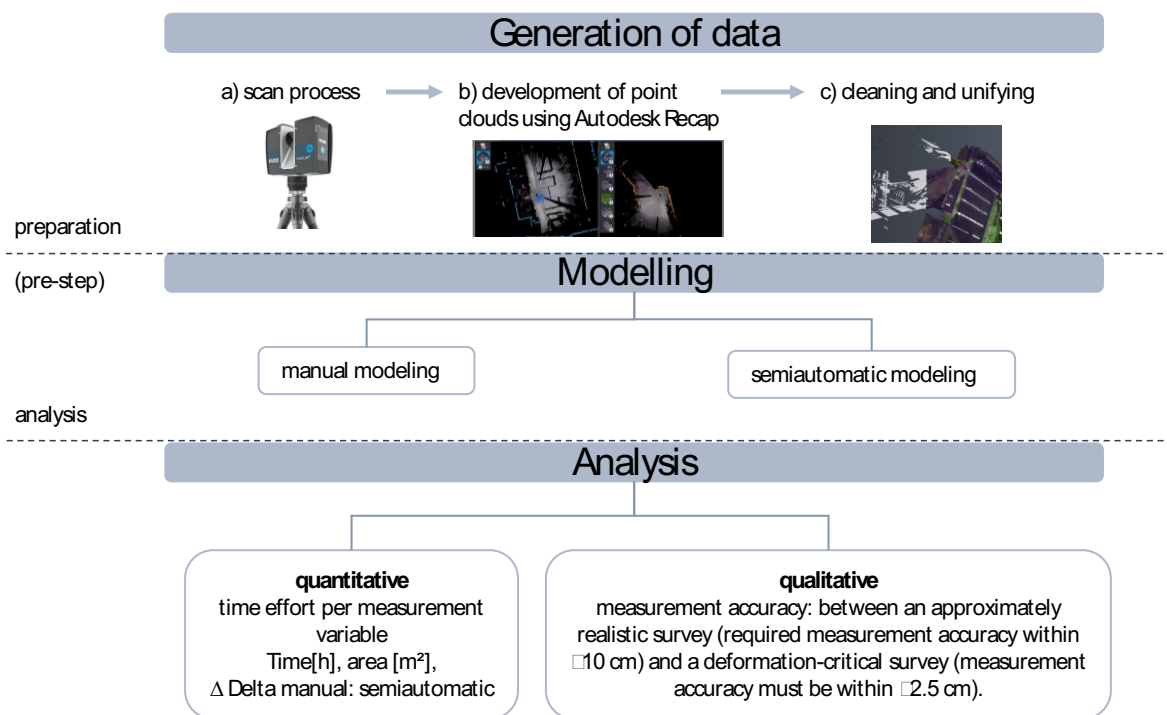 Generation of data
a) scan process
b) development of point
clouds using Autodesk Recap
c) cleaning and unifying
preparation
(pre-step)
Modelling
manual modeling
semiautomatic modeling
analysis
Analysis
quantitative
time effort per measurement
variable
Time[h], area [m²],
Δ Delta manual: semiautomatic
qualitative
measurement accuracy: between an approximately
realistic survey (required measurement accuracy within
□10 cm) and a deformation-critical survey (measurement
accuracy must be within □2.5 cm).